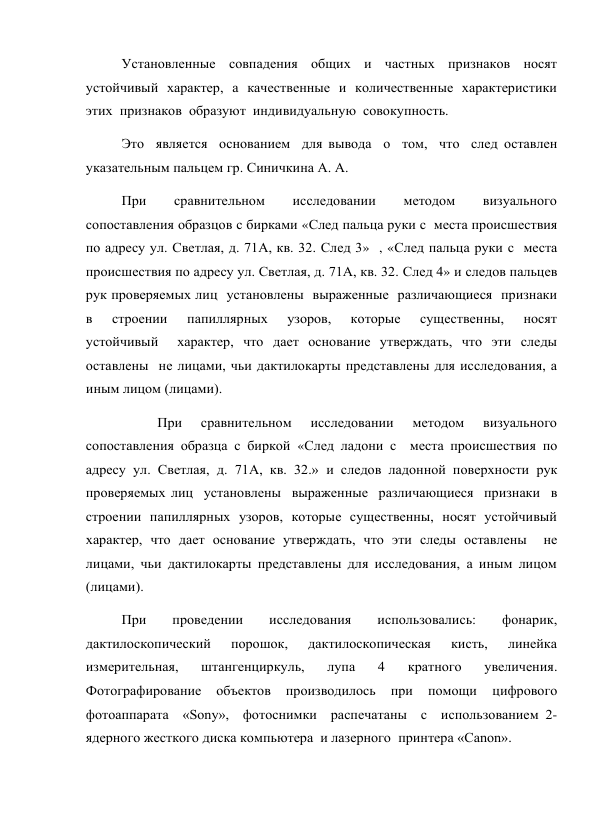 Установленные совпадения общих и частных признаков носят
устойчивый характер, а качественные и количественные характеристики
этих признаков образуют индивидуальную совокупность.
Это является основанием для вывода о том, что след оставлен
указательным пальцем гр. Синичкина А. А.
При сравнительном исследовании методом визуального
сопоставления образцов с бирками «След пальца руки с места происшествия
по адресу ул. Светлая, д. 71А, кв. 32. След 3» , «След пальца руки с места
происшествия по адресу ул. Светлая, д. 71А, кв. 32. След 4» и следов пальцев
рук проверяемых лиц установлены выраженные различающиеся признаки
в строении папиллярных узоров, которые существенны, носят
устойчивый характер, что дает основание утверждать, что эти следы
оставлены не лицами, чьи дактилокарты представлены для исследования, а
иным лицом (лицами).
При сравнительном исследовании методом визуального
сопоставления образца с биркой «След ладони с места происшествия по
адресу ул. Светлая, д. 71А, кв. 32.» и следов ладонной поверхности рук
проверяемых лиц установлены выраженные различающиеся признаки в
строении папиллярных узоров, которые существенны, носят устойчивый
характер, что дает основание утверждать, что эти следы оставлены не
лицами, чьи дактилокарты представлены для исследования, а иным лицом
(лицами).
При проведении исследования использовались: фонарик,
дактилоскопический порошок, дактилоскопическая кисть, линейка
измерительная, штангенциркуль, лупа 4 кратного увеличения.
Фотографирование объектов производилось при помощи цифрового
фотоаппарата «Sony», фотоснимки распечатаны с использованием 2-
ядерного жесткого диска компьютера и лазерного принтера «Canon».